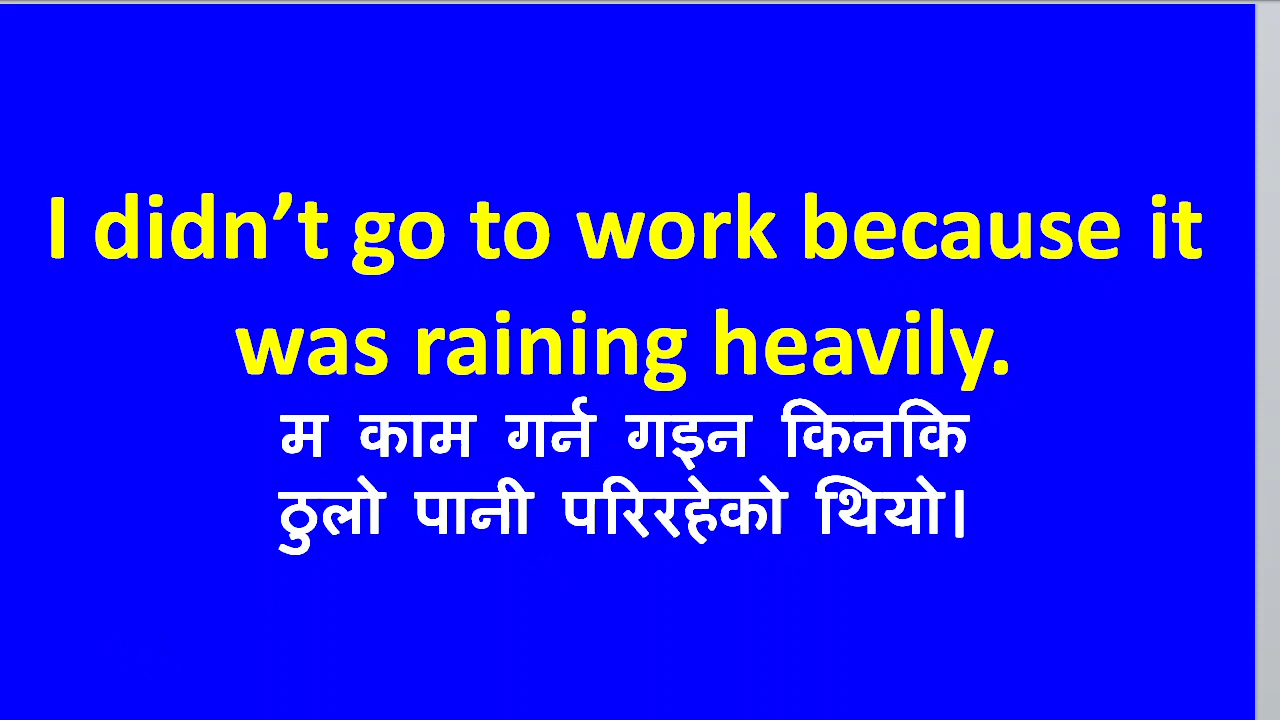 I didn’t go to work because it
was raining heavily.
म काम गर्न गइन किनकि
ठुलो पानी परिरहेको थियो।